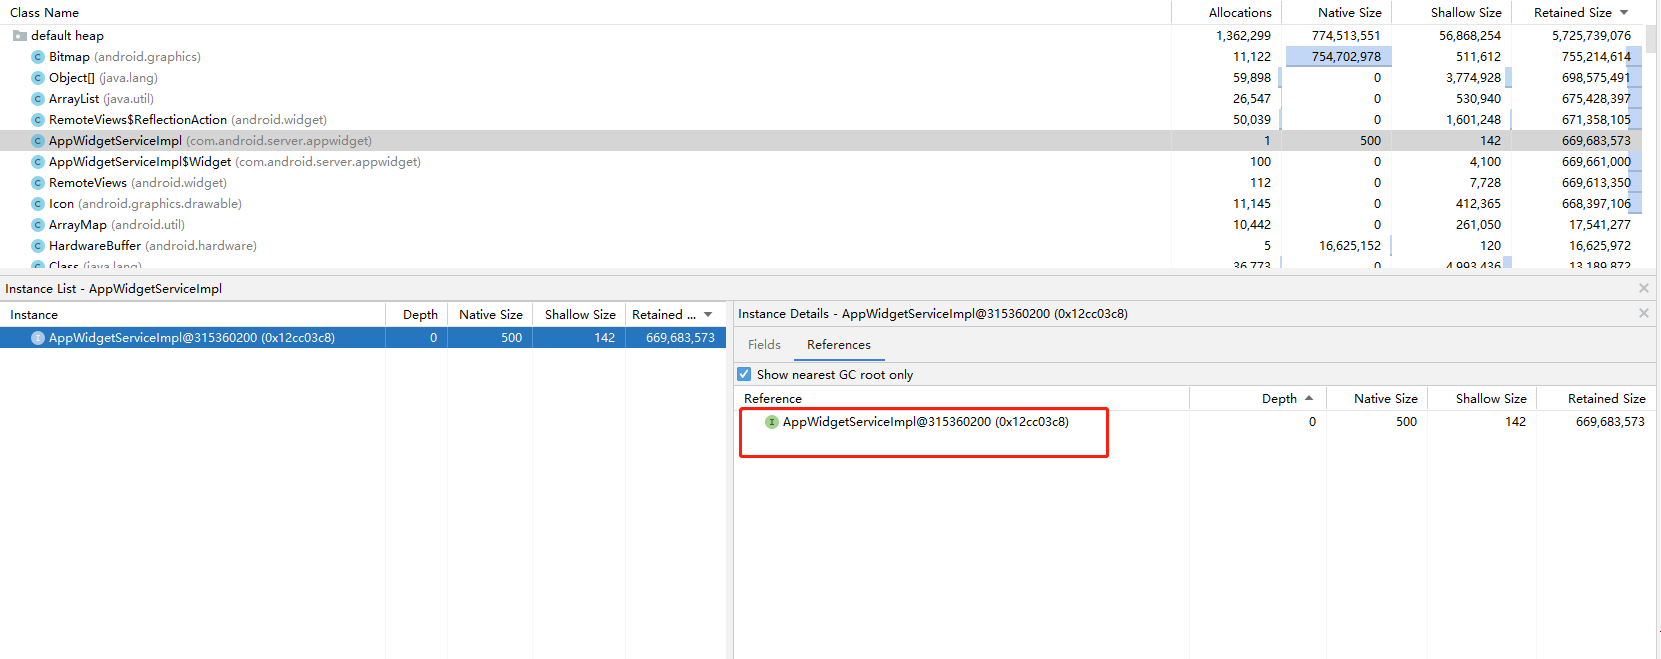 Class Name Allocations Native Size Shallow Size Retained Size
default heap 1,362,299 774,513,551 56,868,254 5,725,739,076
Bitmap (android.graphics) 11,122 754,702,978 511,612 755,214,614
Object[] (java.lang) 59,898 0 3,774,928 698,575,491
ArrayList (java.util) 26,547 0 530,940 675,428,397
RemoteViews$ReflectionAction (android.widget) 50,039 0 1,601,248 671,358,105
AppWidgetServiceImpl (com.android.server.appwidget) 1 500 142 669,683,573
AppWidgetServiceImpl$Widget (com.android.server.appwidget) 100 0 4,100 669,661,000
RemoteViews (android.widget) 112 0 7,728 669,613,350
Icon (android.graphics.drawable) 11,145 0 412,365 668,397,106
ArrayMap (android.util) 10,442 0 261,050 17,541,277
HardwareBuffer (android.hardware) 5 16,625,152 120 16,625,972
Class (java.lang) 36,773 0 4,993,436 13,189,872
Instance List - AppWidgetServiceImpl
Instance Depth Native Size Shallow Size Retained ...
AppWidgetServiceImpl@315360200 (0x12cc03c8) 0 500 142 669,683,573
Instance Details - AppWidgetServiceImpl@315360200 (0x12cc03c8)
Fields References
Show nearest GC root only
Reference Depth Native Size Shallow Size Retained Size
AppWidgetServiceImpl@315360200 (0x12cc03c8) 0 500 142 669,683,573